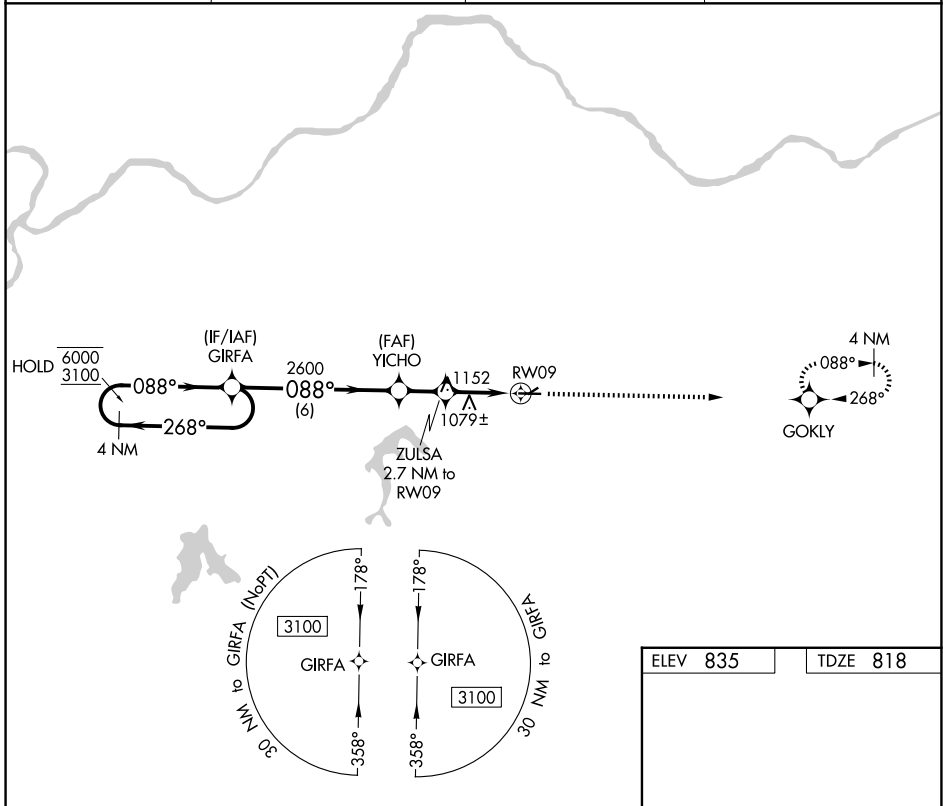 (IF/IAF)
GIRFA
HOLD
6000
3100
088°
268°
4 NM
2600
088°
(6)
(FAF)
YICHO
1152
1079±
ZULSA
2.7 NM to
RW09
RW09
4 NM
088°
268°
GOKLY
30 NM to GIRFA (NoPT)
3100
178°
GIRFA
358°
178°
GIRFA
3100
358°
30 NM to GIRFA
ELEV 835
TDZE 818